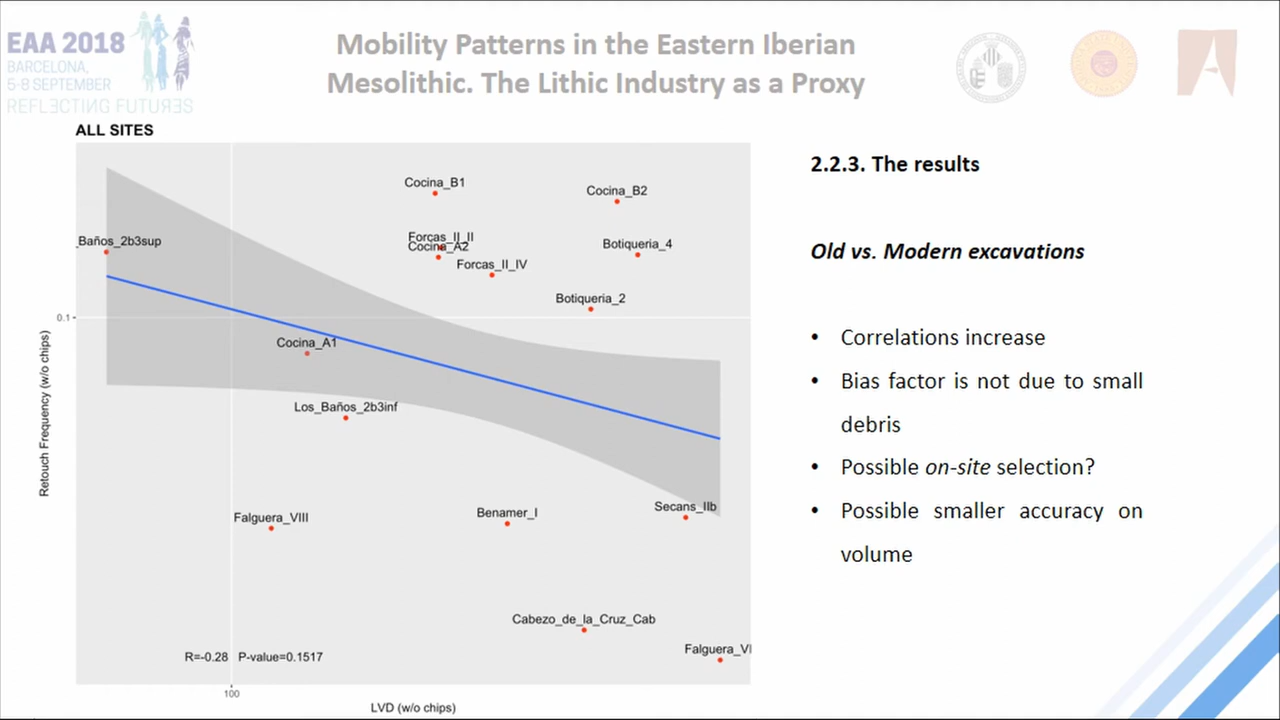 EAA 2018
BARCELONA,
5-8 SEPTEMBER
REFLECTING FUTURES
Mobility Patterns in the Eastern Iberian
Mesolithic. The Lithic Industry as a Proxy
ALL SITES
Cocina_B1
Cocina_B2
Forcas_II_II
Cocina_A2
Botiqueria_4
_Baños_2b3sup
Forcas_II_IV
Botiqueria_2
0.1
Cocina_A1
Los_Baños_2b3inf
Retouch Frequency (w/o chips)
Falguera_VIII
Benamer_I
Secans_IIb
Cabezo_de_la_Cruz_Cab
Falguera_VI
R=-0.28 P-value=0.1517
100
LVD (w/o chips)
2.2.3. The results
Old vs. Modern excavations
• Correlations increase
• Bias factor is not due to small
debris
• Possible on-site selection?
• Possible smaller accuracy on
volume